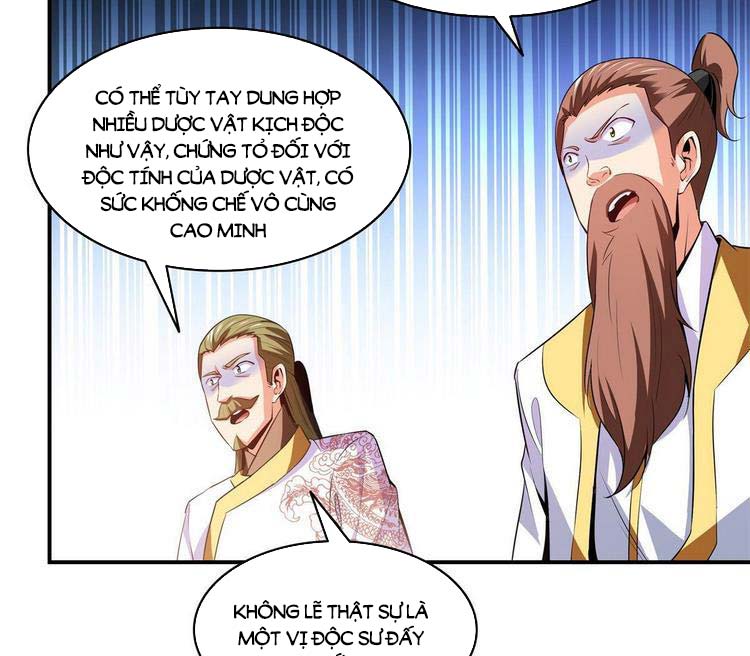 CÓ THỂ TÙY TAY DUNG HỢP
NHIỀU DƯỢC VẬT KỊCH ĐỘC
NHƯ VẬY, CHỨNG TỎ ĐỐI VỚI
ĐỘC TÍNH CỦA DƯỢC VẬT, CÓ
SỨC KHỐNG CHẾ VÔ CÙNG
CAO MINH
KHÔNG LẼ THẬT SỰ LÀ
MỘT VỊ ĐỘC SƯ ĐẤY